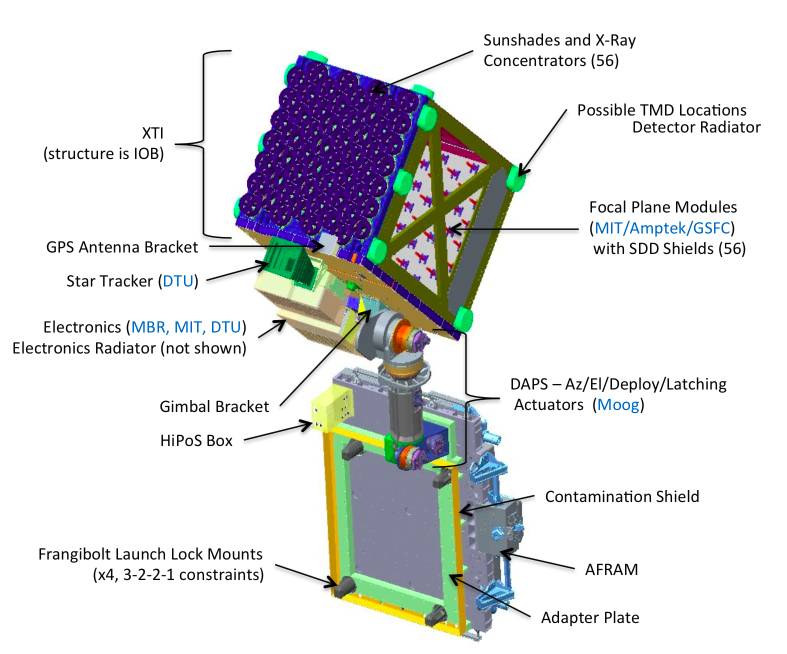 Sunshades and X-Ray
Concentrators (56)
Possible TMD Locations
Detector Radiator
XTI
(structure is IOB)
Focal Plane Modules
(MIT/Amptek/GSFC)
with SDD Shields (56)
GPS Antenna Bracket
Star Tracker (DTU)
Electronics (MBR, MIT, DTU)
Electronics Radiator (not shown)
DAPS – Az/El/Deploy/Latching
Actuators (Moog)
Gimbal Bracket
HiPoS Box
Contamination Shield
Frangibolt Launch Lock Mounts
(x4, 3-2-2-1 constraints)
AFRAM
Adapter Plate